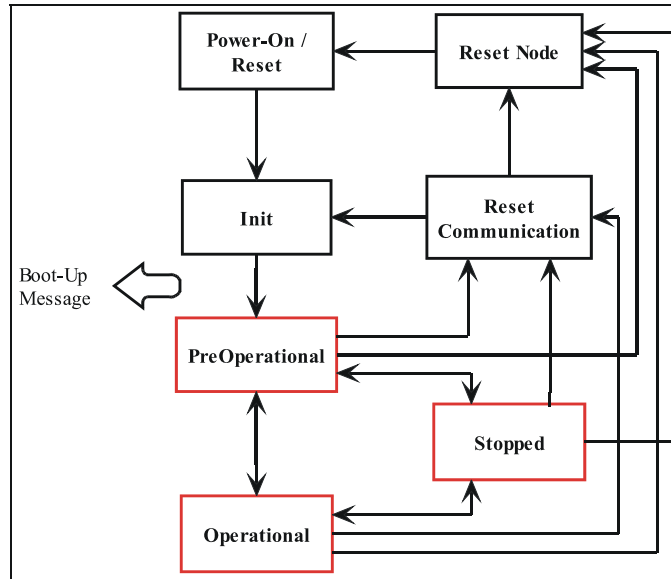 Power-On /
Reset
Reset Node
Init
Reset
Communication
Boot-Up
Message
PreOperational
Stopped
Operational